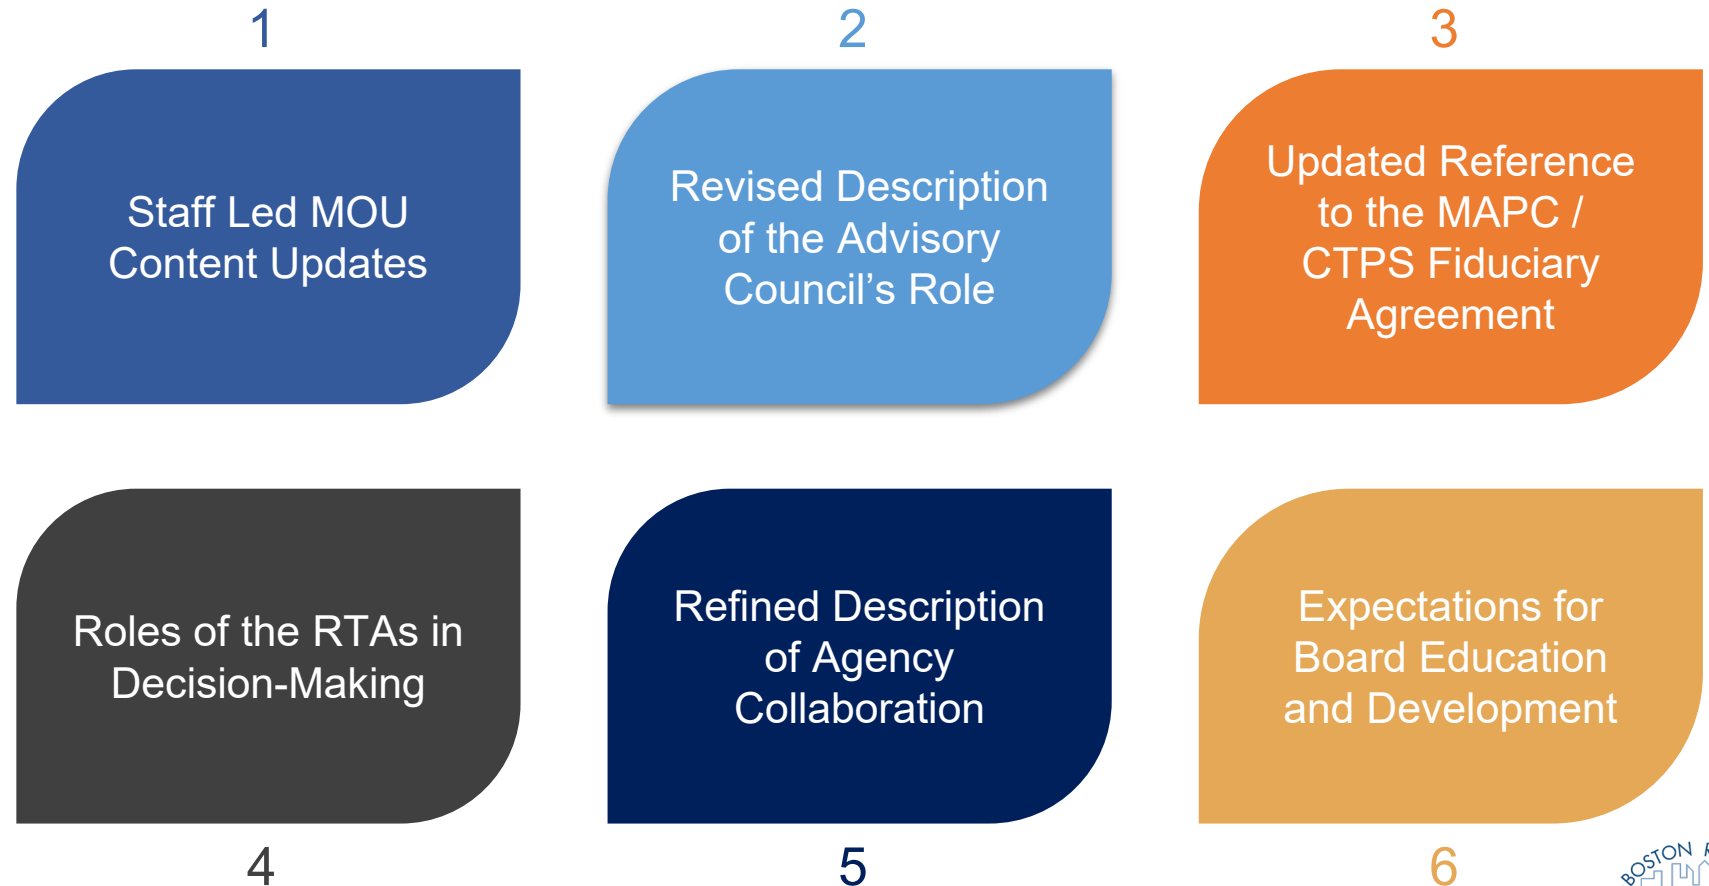 1
2
3
Staff Led MOU
Content Updates
Revised Description
of the Advisory
Council’s Role
Updated Reference
to the MAPC /
CTPS Fiduciary
Agreement
Roles of the RTAs in
Decision-Making
Refined Description
of Agency
Collaboration
Expectations for
Board Education
and Development
4
5
6
BOSTON